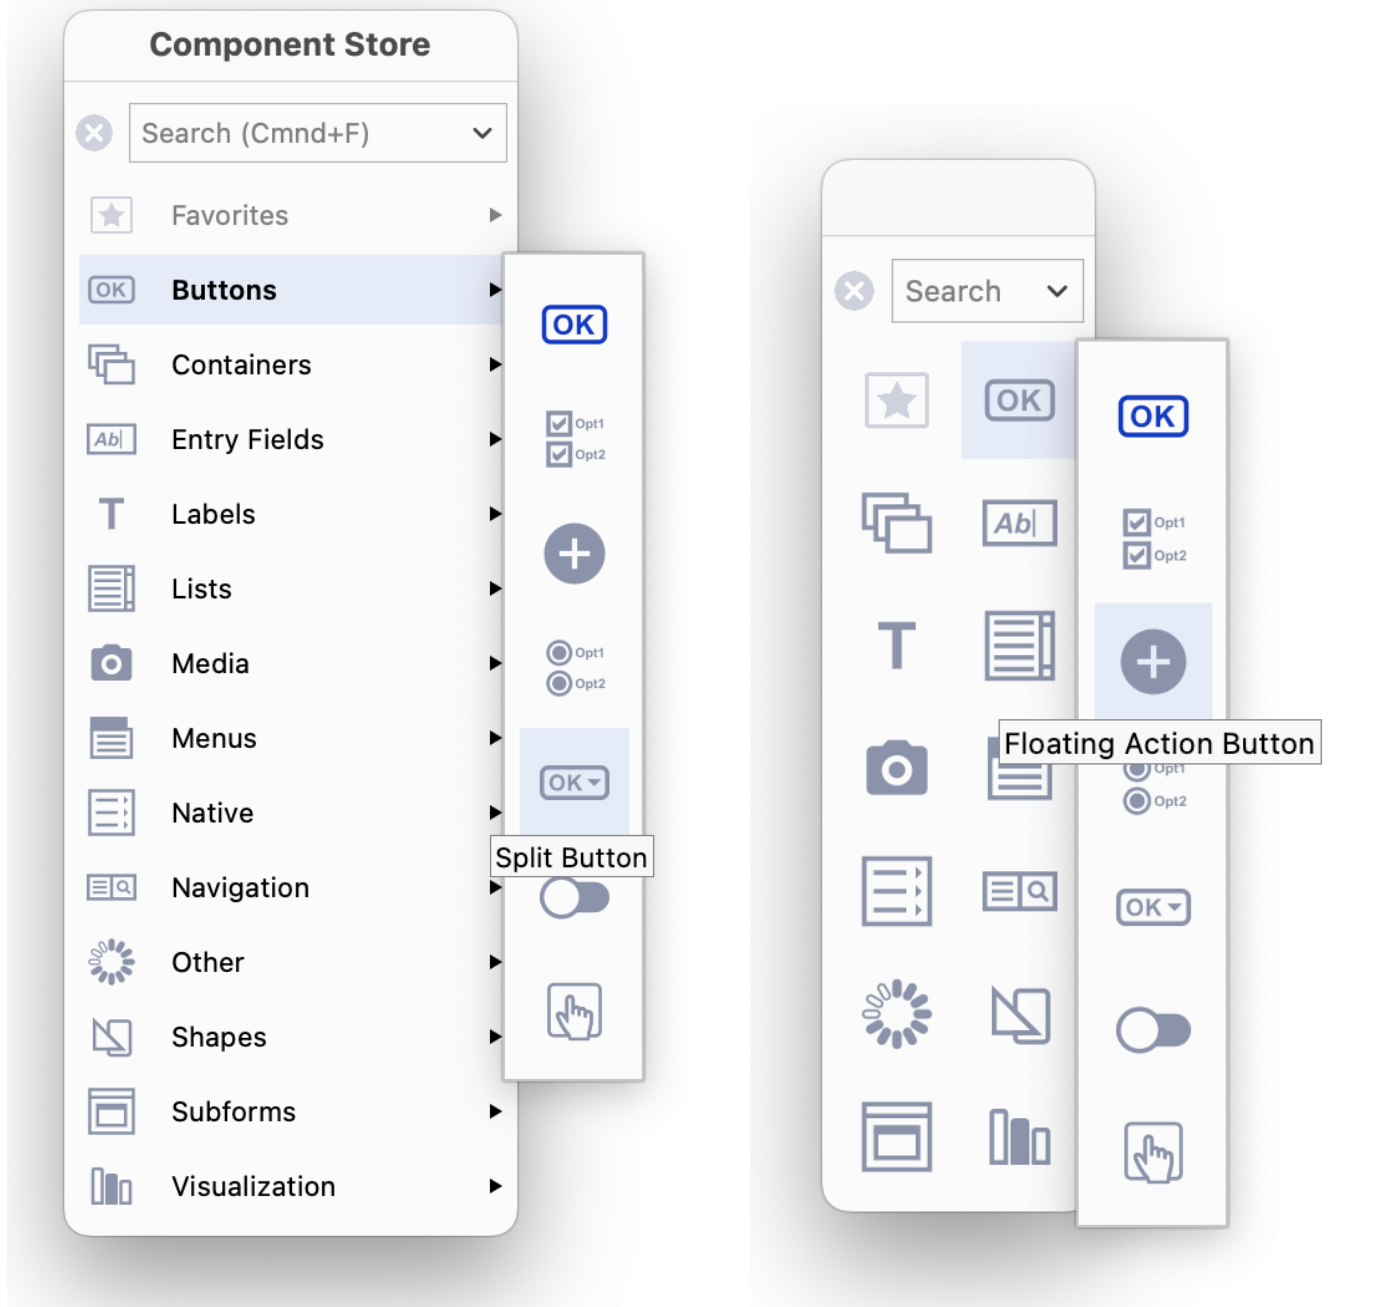 Component Store
Search (Cmnd+F)
Favorites
OK Buttons
Containers
Ab| Entry Fields
T Labels
Lists
Media
Menus
Native
Navigation
Other
Shapes
Subforms
Visualization
OK
Opt1
Opt2
Opt1
Opt2
OK
Split Button
Search
OK
Ab|
T
OK
Opt1
Opt2
Floating Action Button
Opt1
Opt2
OK